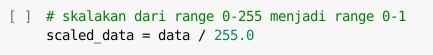 [ ] # skalakan dari range 0-255 menjadi range 0-1
scaled_data = data / 255.0